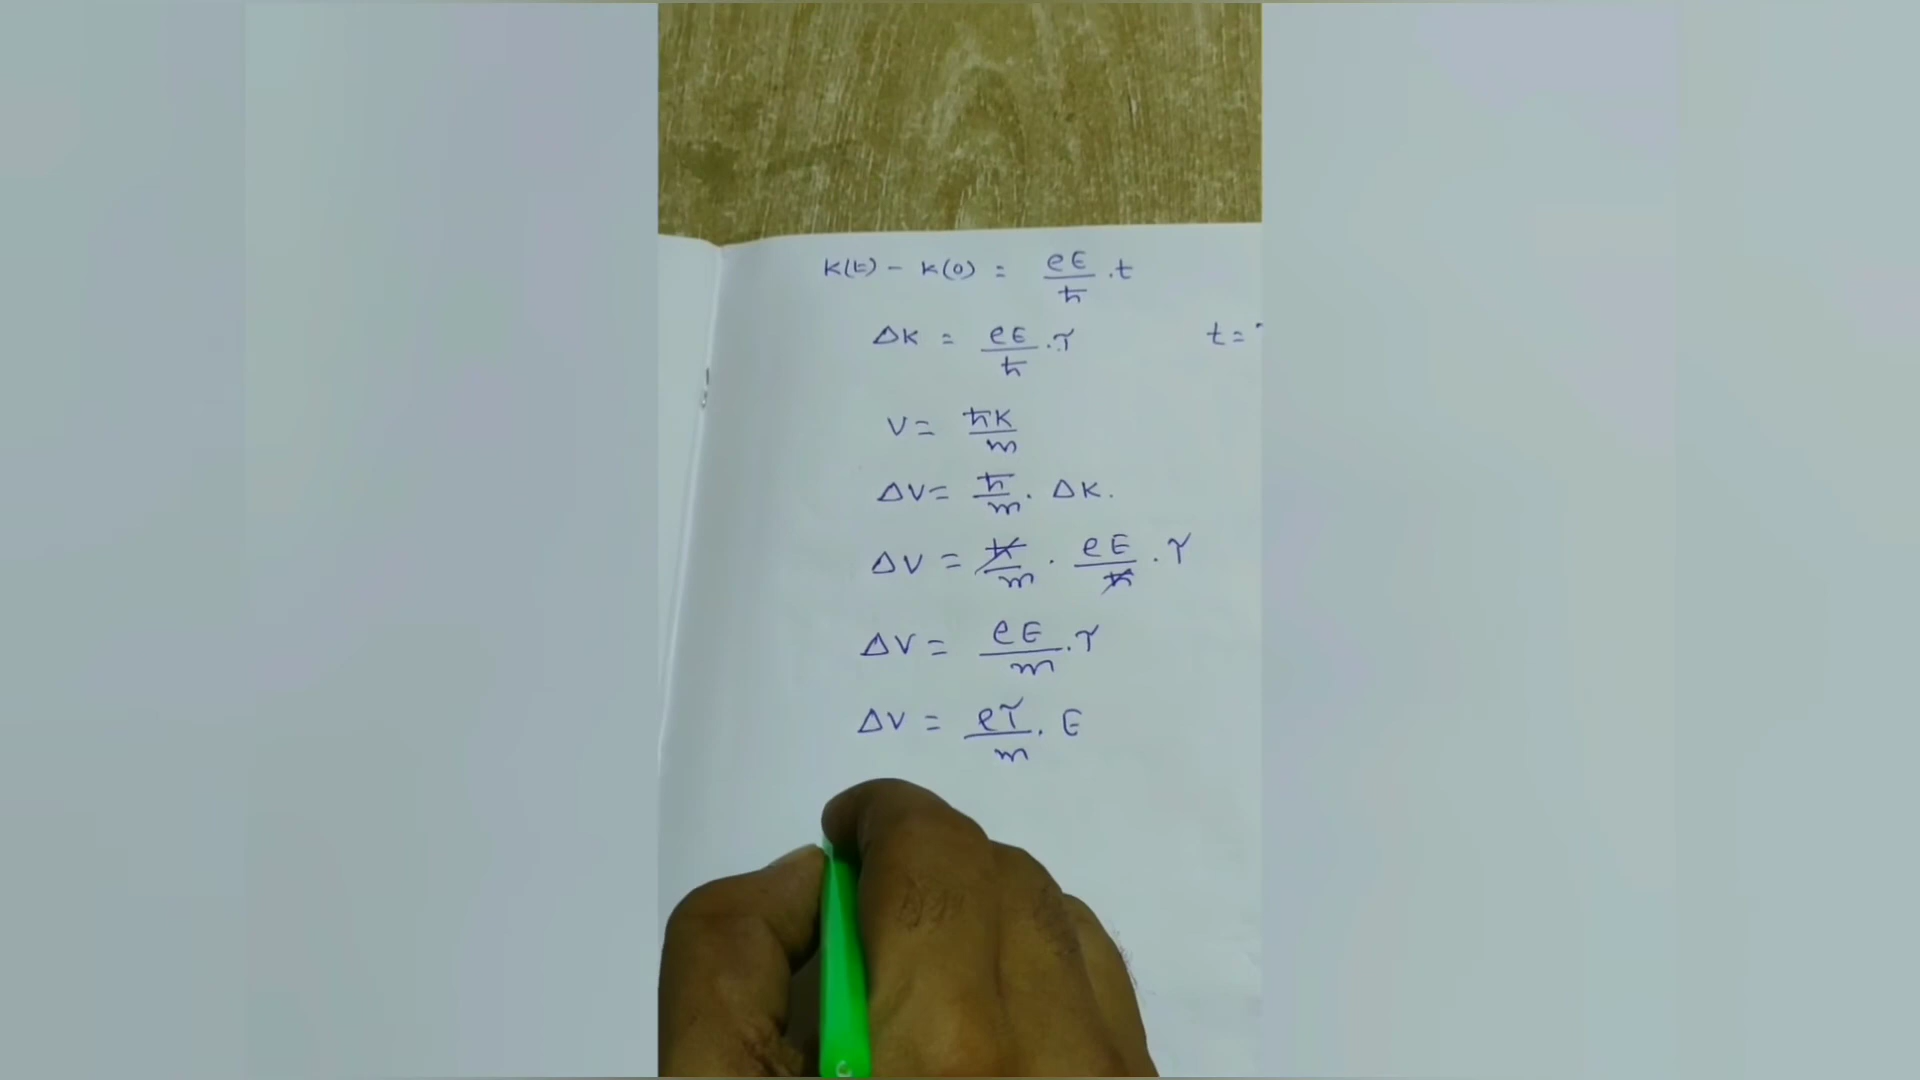 K(t) - K(0) = eE/ħ . t
ΔK = eE/ħ . τ t =
V = ħK/m
ΔV = ħ/m . ΔK.
ΔV = ħ/m . eE/ħ . τ
ΔV = eE/m . τ
ΔV = eτ/m . E